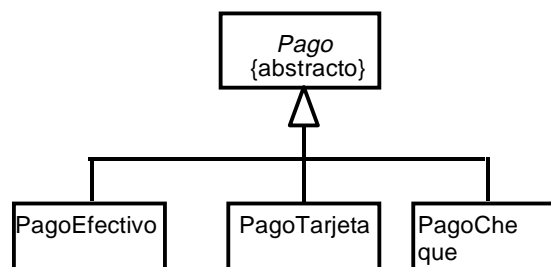 Pago
{abstracto}
PagoEfectivo
PagoTarjeta
PagoChe
que